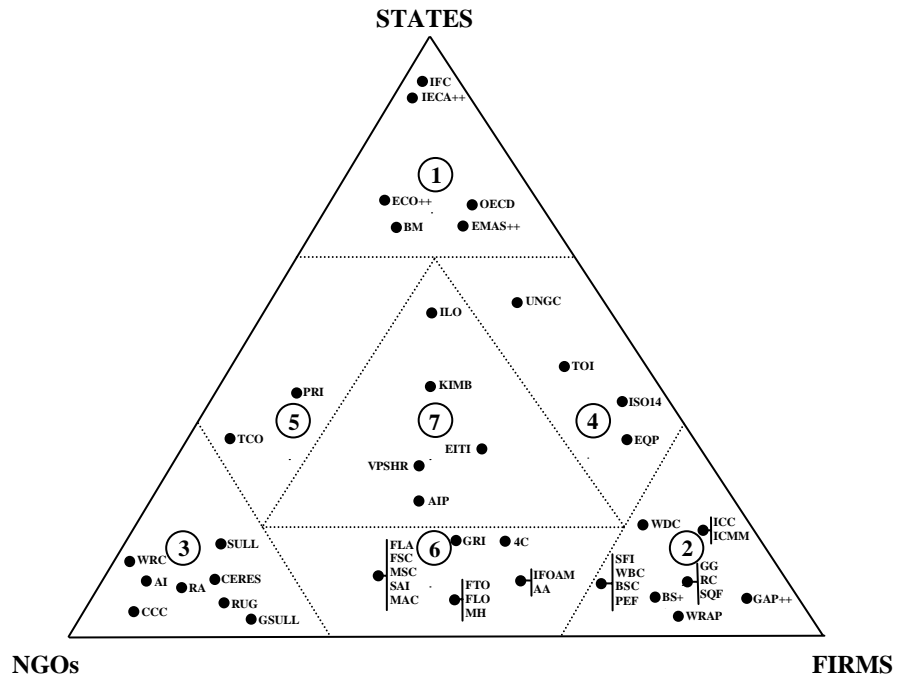 STATES
IFC
IECA++
1
ECO++
OECD
BM
EMAS++
UNGC
ILO
TOI
KIMB
PRI
ISO14
5
7
4
TCO
EQP
EITI
VPSHR
AIP
WDC
ICC
ICMM
3
SULL
6
GRI
4C
2
FLA
FSC
MSC
SAI
MAC
WRC
AI
RA
CERES
FTO
FLO
MH
IFOAM
AA
SFI
WBC
BSC
PEF
GG
RC
SQF
BS+
GAP++
CCC
RUG
GSULL
WRAP
NGOs
FIRMS